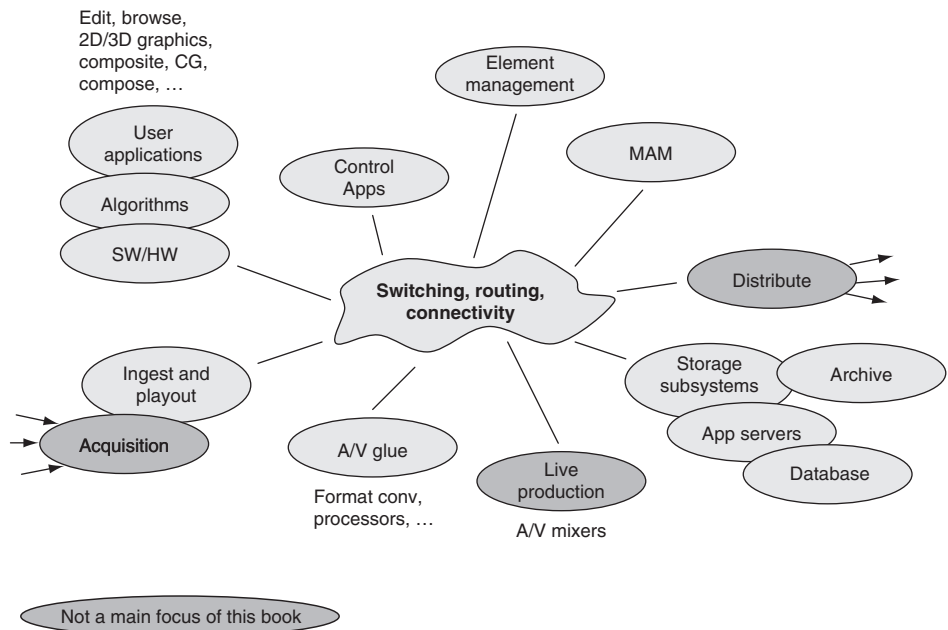 Edit, browse,
2D/3D graphics,
composite, CG,
compose, …
Element
management
User
applications
MAM
Control
Apps
Algorithms
SW/HW
Switching, routing,
connectivity
Distribute
Ingest and
playout
Storage
subsystems
Archive
Acquisition
A/V glue
App servers
Live
production
Database
Format conv,
processors, …
A/V mixers
Not a main focus of this book